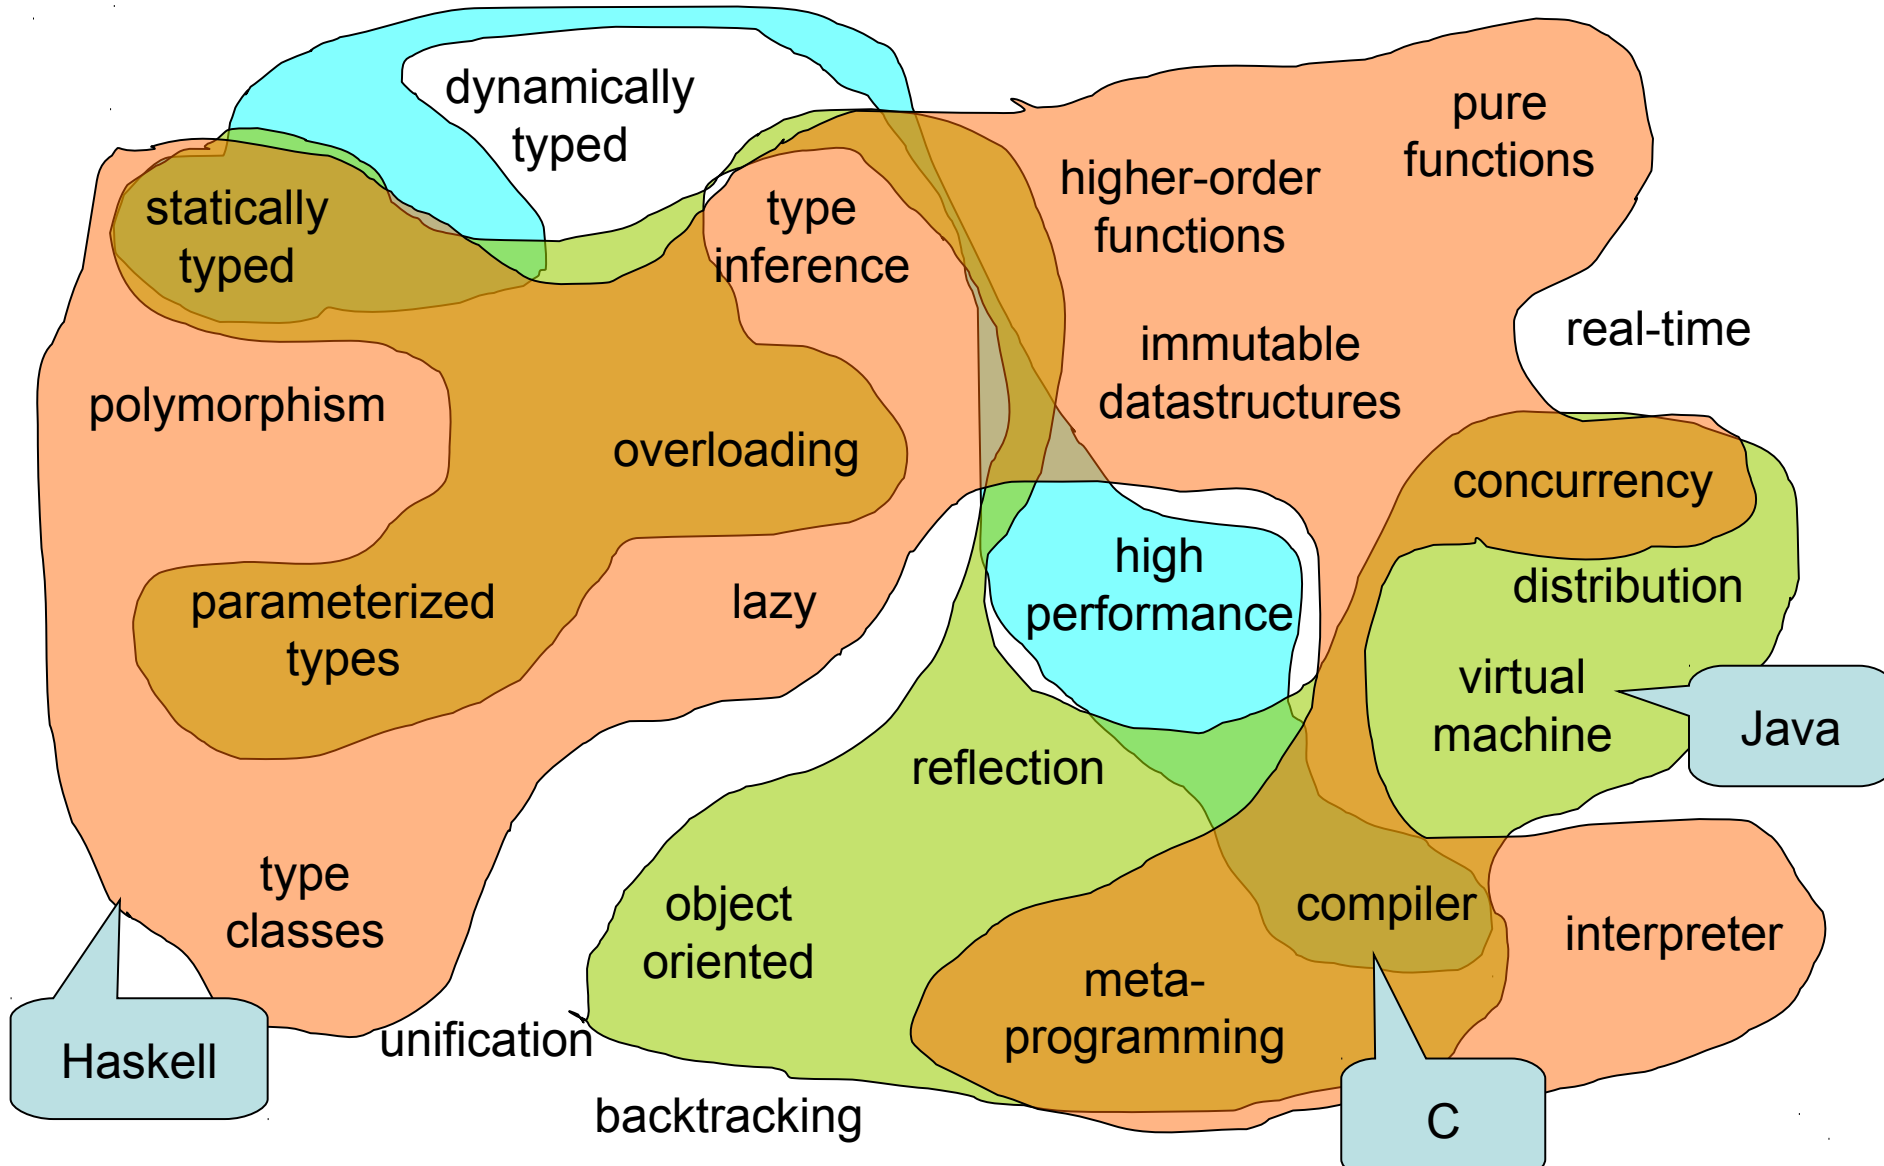 dynamically
typed
pure
functions
higher-order
functions
statically
typed
type
inference
real-time
immutable
datastructures
polymorphism
overloading
concurrency
high
performance
distribution
parameterized
types
lazy
virtual
machine
Java
reflection
type
classes
object
oriented
compiler
interpreter
meta-
programming
unification
Haskell
backtracking
C